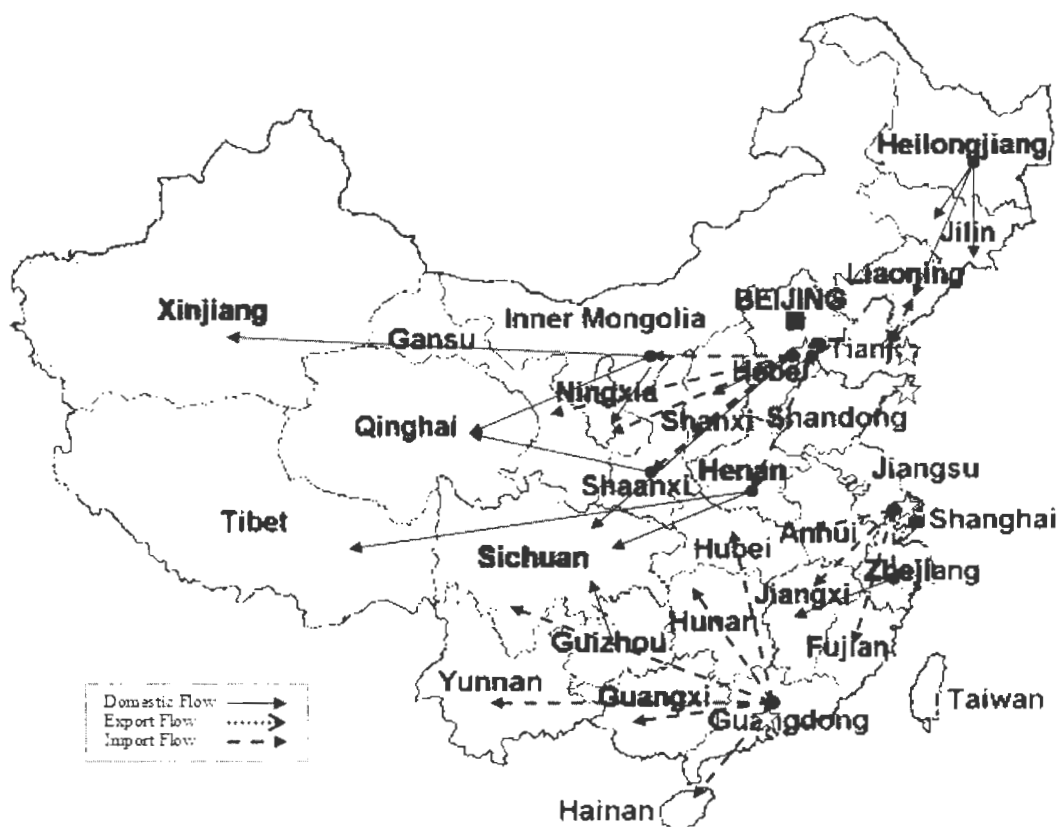 Heilongjiang
Jilin
Liaoning
BEIJING
Xinjiang
Inner Mongolia
Gansu
Tianj
Hebei
Ningxia
Shanxi
Shandong
Qinghai
Henan
Jiangsu
Shaanxi
Tibet
Shanghai
Anhui
Hubei
Sichuan
Zhejiang
Jiangxi
Hunan
Guizhou
Fujian
Yunnan
Guangxi
Taiwan
Guangdong
Domestic Flow
Export Flow
Import Flow
Hainan